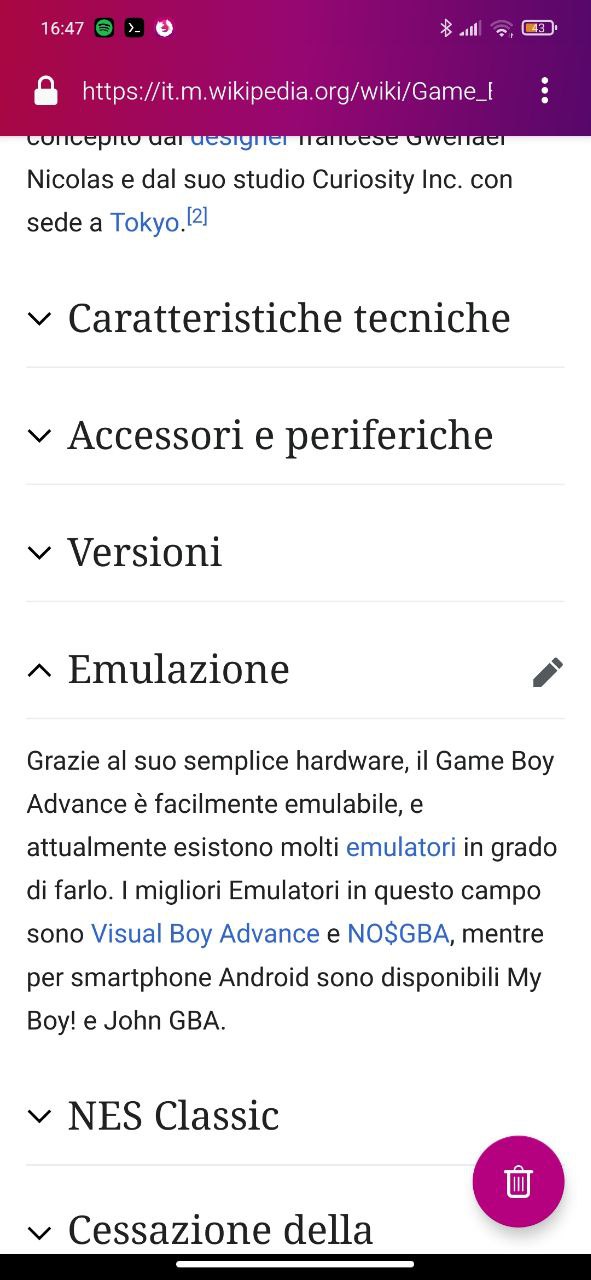 16:47
43
https://it.m.wikipedia.org/wiki/Game_
concepito dal designer francese Gwenael
Nicolas e dal suo studio Curiosity Inc. con
sede a Tokyo.[2]
Caratteristiche tecniche
Accessori e periferiche
Versioni
Emulazione
Grazie al suo semplice hardware, il Game Boy
Advance è facilmente emulabile, e
attualmente esistono molti emulatori in grado
di farlo. I migliori Emulatori in questo campo
sono Visual Boy Advance e NO$GBA, mentre
per smartphone Android sono disponibili My
Boy! e John GBA.
NES Classic
Cessazione della